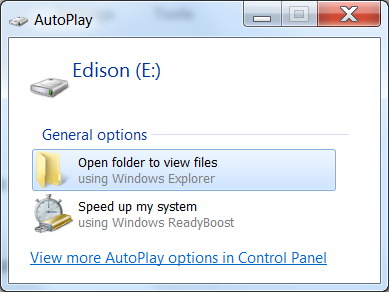 AutoPlay
Edison (E:)
General options
Open folder to view files
using Windows Explorer
Speed up my system
using Windows ReadyBoost
View more AutoPlay options in Control Panel